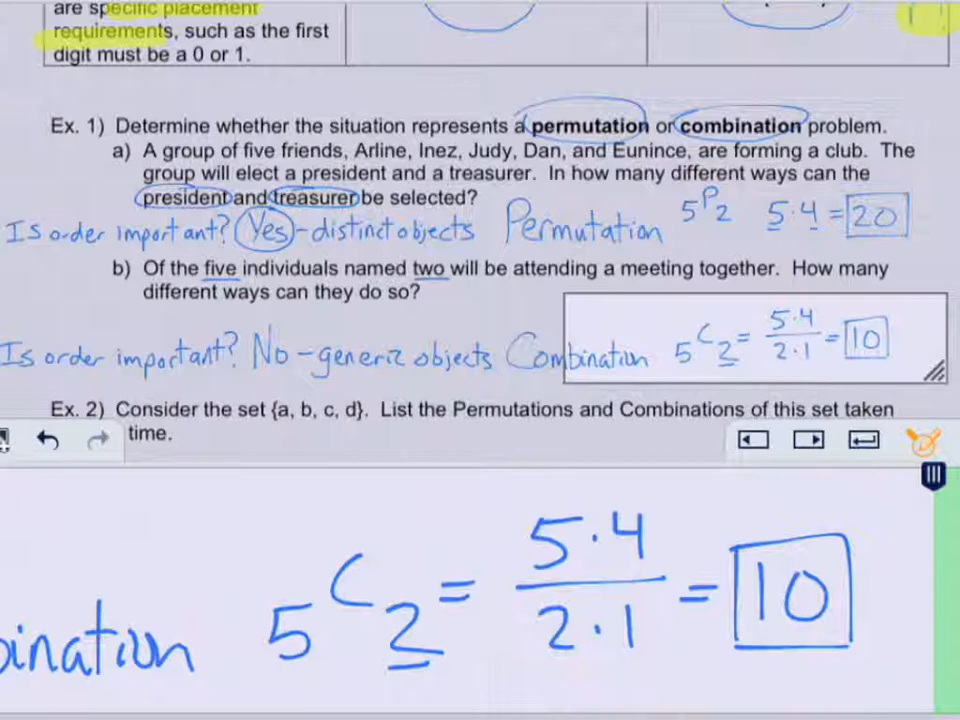 are specific placement
requirements, such as the first
digit must be a 0 or 1.
Ex. 1) Determine whether the situation represents a permutation or combination problem.
a) A group of five friends, Arline, Inez, Judy, Dan, and Eunince, are forming a club. The
group will elect a president and a treasurer. In how many different ways can the
president and treasurer be selected?
Is order important? Yes - distinct objects Permutation 5P2 5·4 = 20
b) Of the five individuals named two will be attending a meeting together. How many
different ways can they do so?
Is order important? No - generic objects Combination 5C2 = 5·4/2·1 = 10
Ex. 2) Consider the set {a, b, c, d}. List the Permutations and Combinations of this set taken
time.
bination 5C2 = 5·4/2·1 = 10